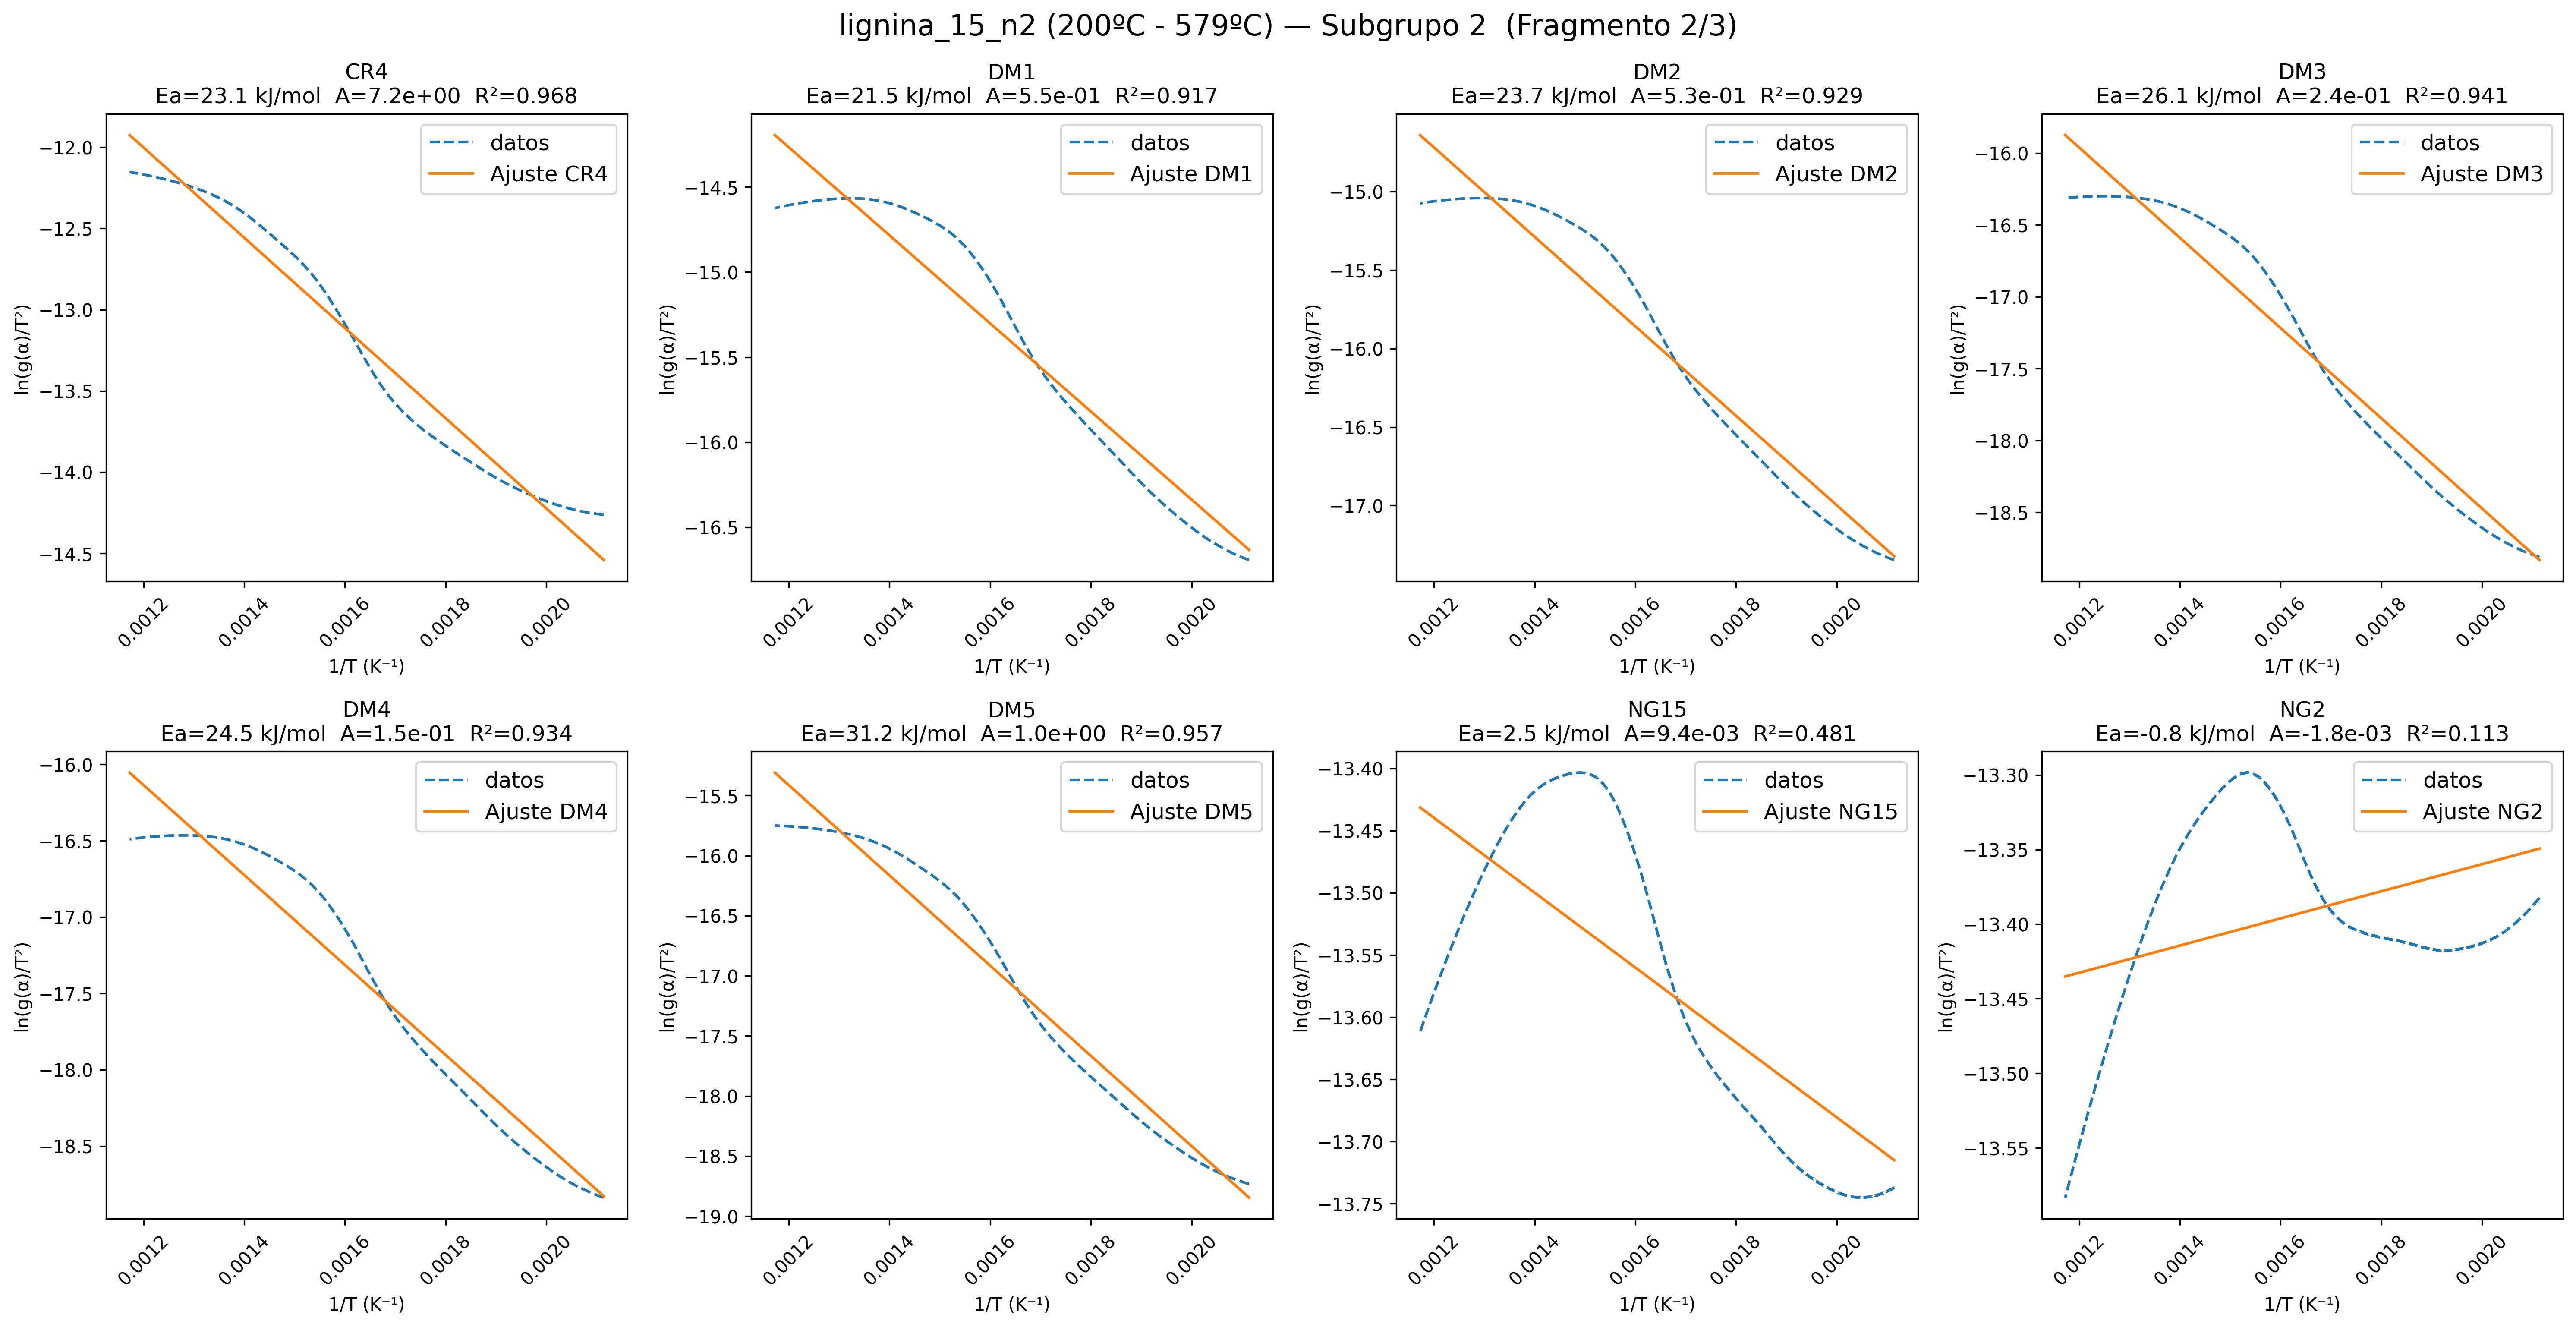 lignina_15_n2 (200ºC - 579ºC) — Subgrupo 2  (Fragmento 2/3)
CR4
Ea=23.1 kJ/mol  A=7.2e+00  R²=0.968
datos
Ajuste CR4
ln(g(α)/T²)
−12.0
−12.5
−13.0
−13.5
−14.0
−14.5
0.0012
0.0014
0.0016
0.0018
0.0020
1/T (K⁻¹)
DM1
Ea=21.5 kJ/mol  A=5.5e-01  R²=0.917
datos
Ajuste DM1
ln(g(α)/T²)
−14.5
−15.0
−15.5
−16.0
−16.5
0.0012
0.0014
0.0016
0.0018
0.0020
1/T (K⁻¹)
DM2
Ea=23.7 kJ/mol  A=5.3e-01  R²=0.929
datos
Ajuste DM2
ln(g(α)/T²)
−15.0
−15.5
−16.0
−16.5
−17.0
0.0012
0.0014
0.0016
0.0018
0.0020
1/T (K⁻¹)
DM3
Ea=26.1 kJ/mol  A=2.4e-01  R²=0.941
datos
Ajuste DM3
ln(g(α)/T²)
−16.0
−16.5
−17.0
−17.5
−18.0
−18.5
0.0012
0.0014
0.0016
0.0018
0.0020
1/T (K⁻¹)
DM4
Ea=24.5 kJ/mol  A=1.5e-01  R²=0.934
datos
Ajuste DM4
ln(g(α)/T²)
−16.0
−16.5
−17.0
−17.5
−18.0
−18.5
0.0012
0.0014
0.0016
0.0018
0.0020
1/T (K⁻¹)
DM5
Ea=31.2 kJ/mol  A=1.0e+00  R²=0.957
datos
Ajuste DM5
ln(g(α)/T²)
−15.5
−16.0
−16.5
−17.0
−17.5
−18.0
−18.5
−19.0
0.0012
0.0014
0.0016
0.0018
0.0020
1/T (K⁻¹)
NG15
Ea=2.5 kJ/mol  A=9.4e-03  R²=0.481
datos
Ajuste NG15
ln(g(α)/T²)
−13.40
−13.45
−13.50
−13.55
−13.60
−13.65
−13.70
−13.75
0.0012
0.0014
0.0016
0.0018
0.0020
1/T (K⁻¹)
NG2
Ea=-0.8 kJ/mol  A=-1.8e-03  R²=0.113
datos
Ajuste NG2
ln(g(α)/T²)
−13.30
−13.35
−13.40
−13.45
−13.50
−13.55
0.0012
0.0014
0.0016
0.0018
0.0020
1/T (K⁻¹)